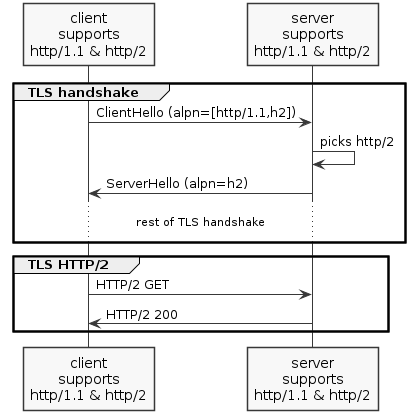 client
supports
http/1.1 & http/2
server
supports
http/1.1 & http/2
TLS handshake
ClientHello (alpn=[http/1.1,h2])
picks http/2
ServerHello (alpn=h2)
rest of TLS handshake
TLS HTTP/2
HTTP/2 GET
HTTP/2 200
client
supports
http/1.1 & http/2
server
supports
http/1.1 & http/2